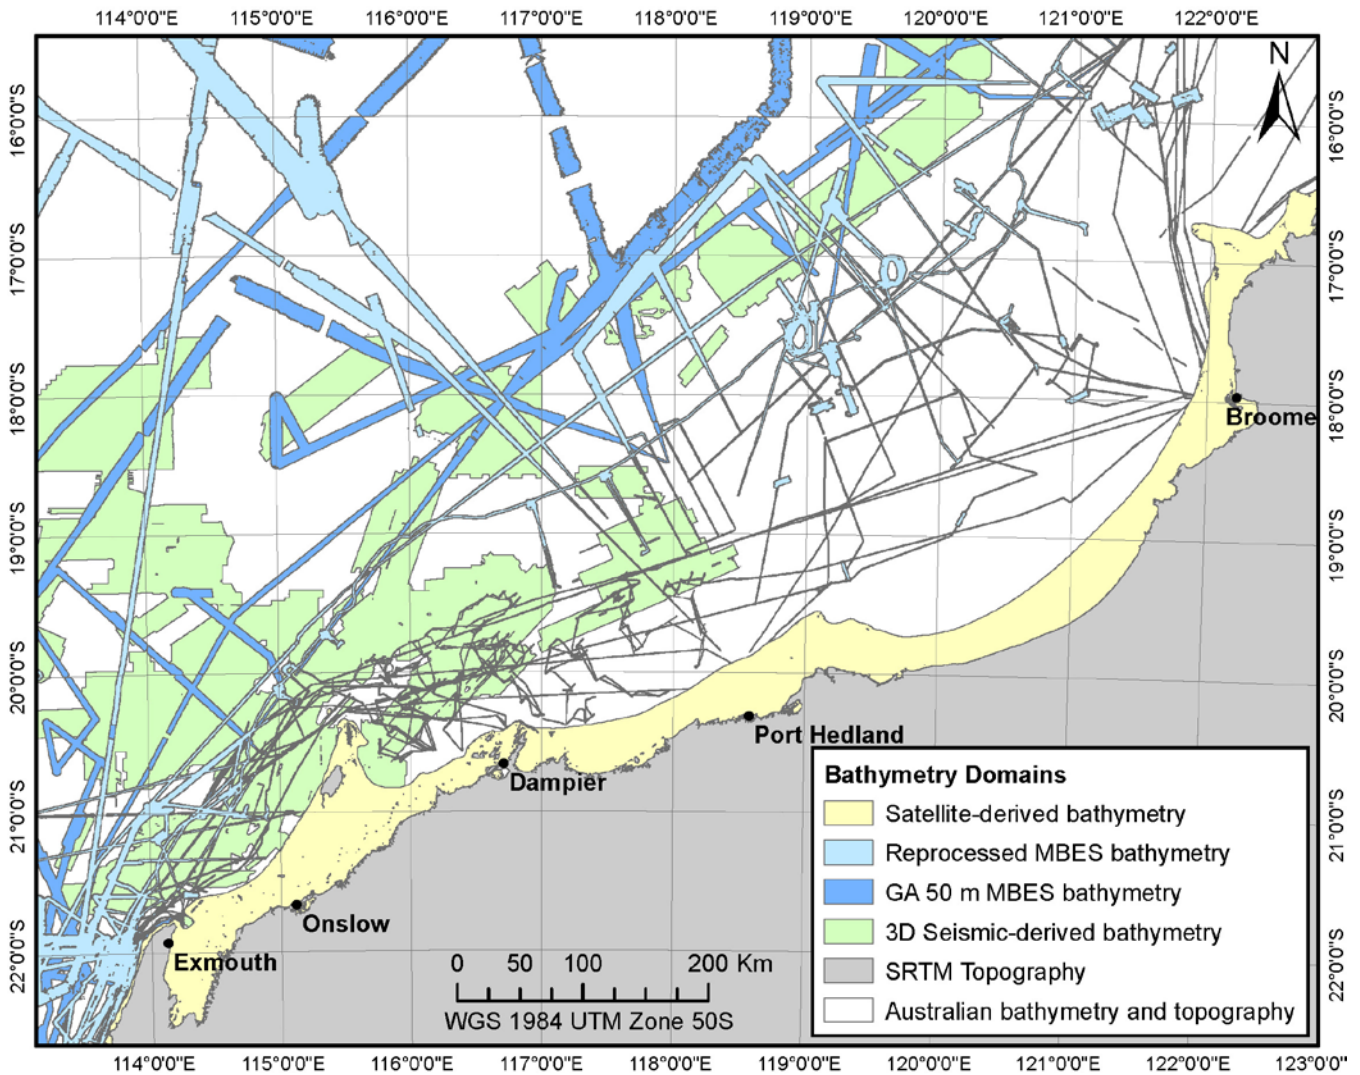 114°0'0"E 115°0'0"E 116°0'0"E 117°0'0"E 118°0'0"E 119°0'0"E 120°0'0"E 121°0'0"E 122°0'0"E
N
16°0'0"S 16°0'0"S
17°0'0"S 17°0'0"S
18°0'0"S 18°0'0"S
Broome
19°0'0"S 19°0'0"S
20°0'0"S 20°0'0"S
Port Hedland
Dampier
21°0'0"S 21°0'0"S
Onslow
Exmouth
22°0'0"S 22°0'0"S
0 50 100 200 Km
WGS 1984 UTM Zone 50S
Bathymetry Domains
Satellite-derived bathymetry
Reprocessed MBES bathymetry
GA 50 m MBES bathymetry
3D Seismic-derived bathymetry
SRTM Topography
Australian bathymetry and topography
114°0'0"E 115°0'0"E 116°0'0"E 117°0'0"E 118°0'0"E 119°0'0"E 120°0'0"E 121°0'0"E 122°0'0"E 123°0'0"E